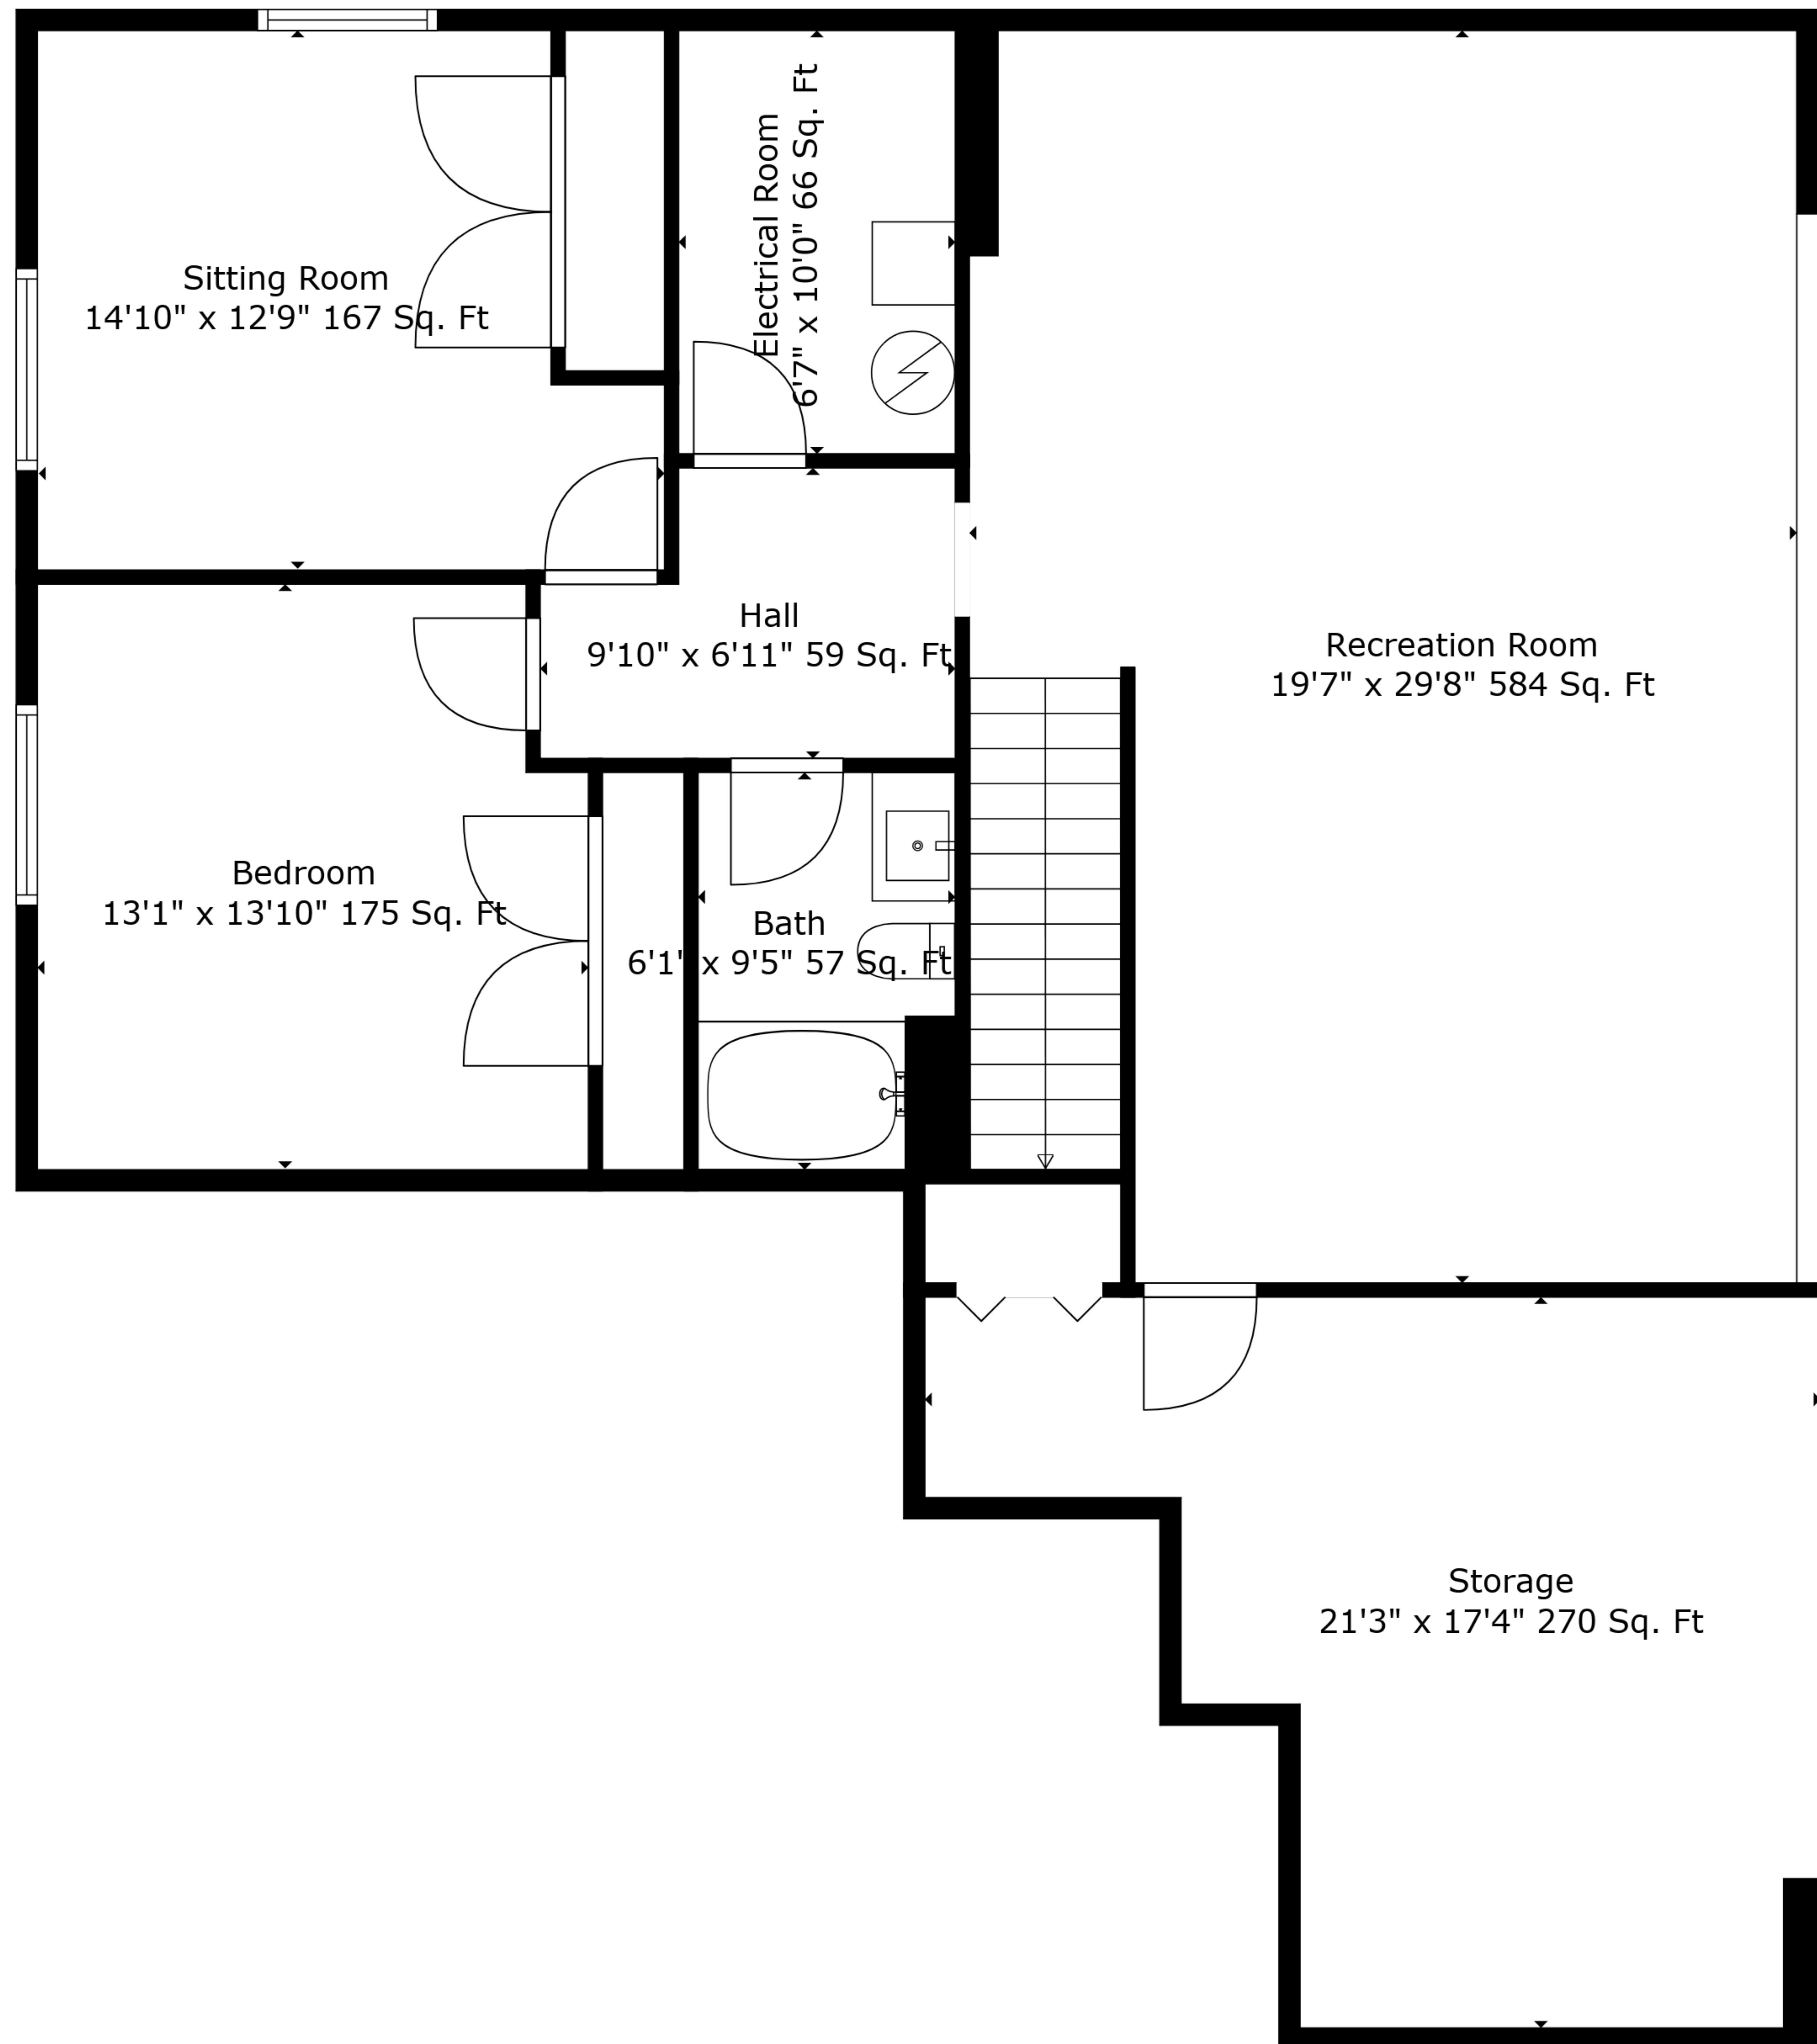 Electrical Room
6'7" x 10'0" 66 Sq. Ft
Sitting Room
14'10" x 12'9" 167 Sq. Ft
Hall
9'10" x 6'11" 59 Sq. Ft
Recreation Room
19'7" x 29'8" 584 Sq. Ft
Bedroom
13'1" x 13'10" 175 Sq. Ft
Bath
6'1" x 9'5" 57 Sq. Ft
Storage
21'3" x 17'4" 270 Sq. Ft